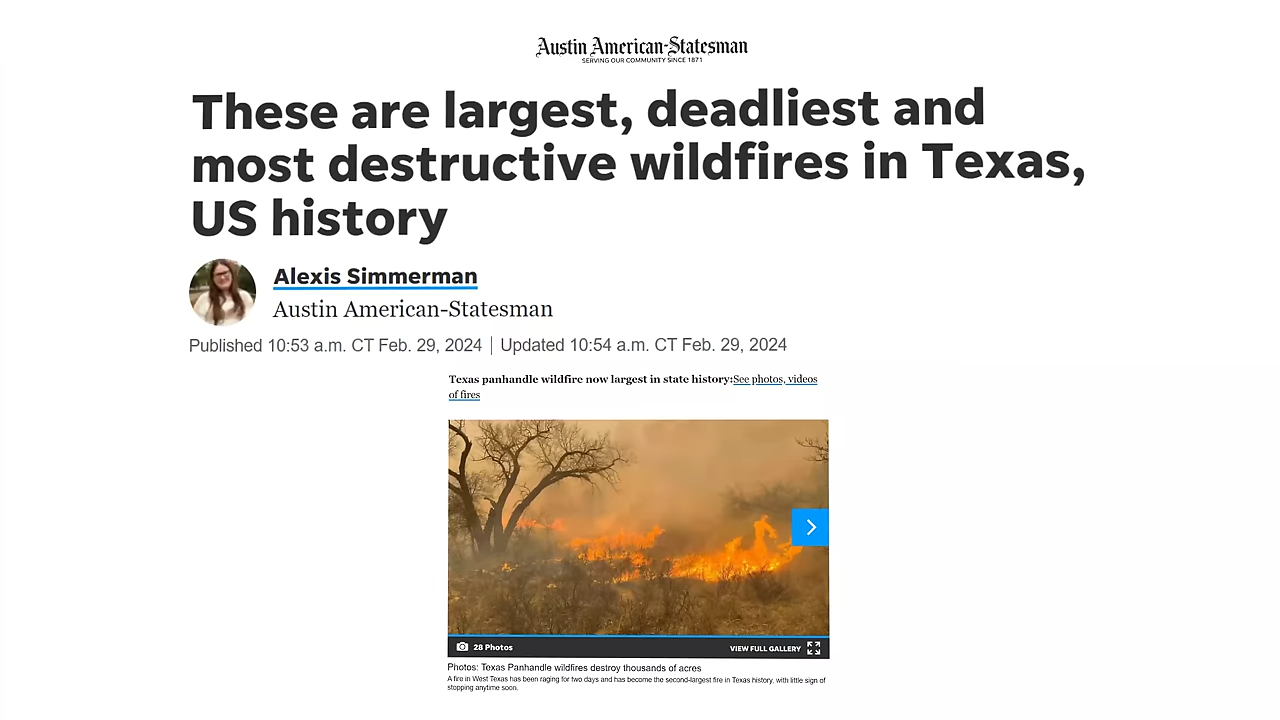 Austin American-Statesman
SERVING OUR COMMUNITY SINCE 1871
These are largest, deadliest and
most destructive wildfires in Texas,
US history
Alexis Simmerman
Austin American-Statesman
Published 10:53 a.m. CT Feb. 29, 2024 | Updated 10:54 a.m. CT Feb. 29, 2024
Texas panhandle wildfire now largest in state history:See photos, videos
of fires
28 Photos VIEW FULL GALLERY
Photos: Texas Panhandle wildfires destroy thousands of acres
A fire in West Texas has been raging for two days and has become the second-largest fire in Texas history, with little sign of
stopping anytime soon.